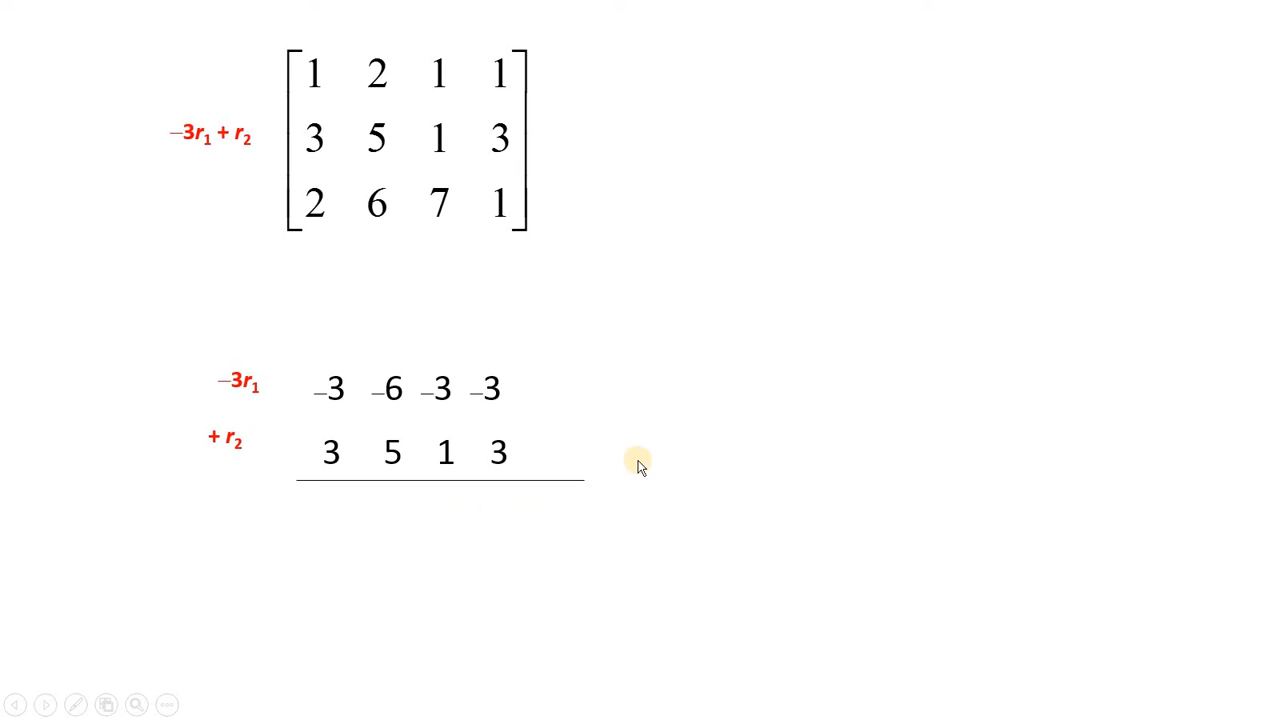 1 2 1 1
–3r₁ + r₂ 3 5 1 3
2 6 7 1
–3r₁ –3 –6 –3 –3
+ r₂ 3 5 1 3